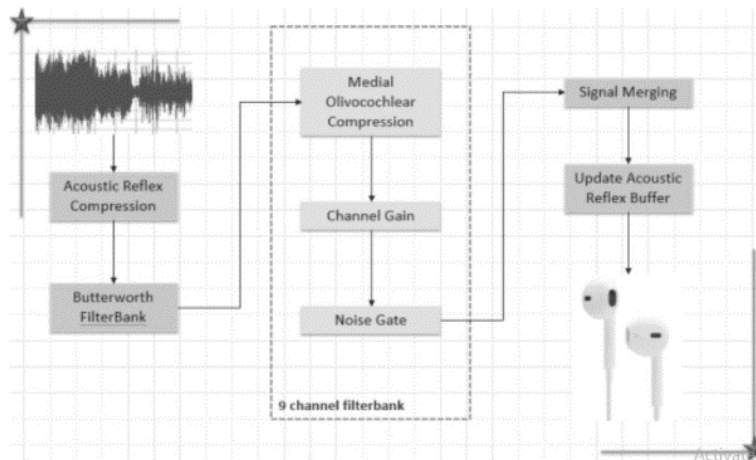 Acoustic Reflex
Compression
Butterworth
FilterBank
Medial
Olivocochlear
Compression
Channel Gain
Noise Gate
9 channel filterbank
Signal Merging
Update Acoustic
Reflex Buffer